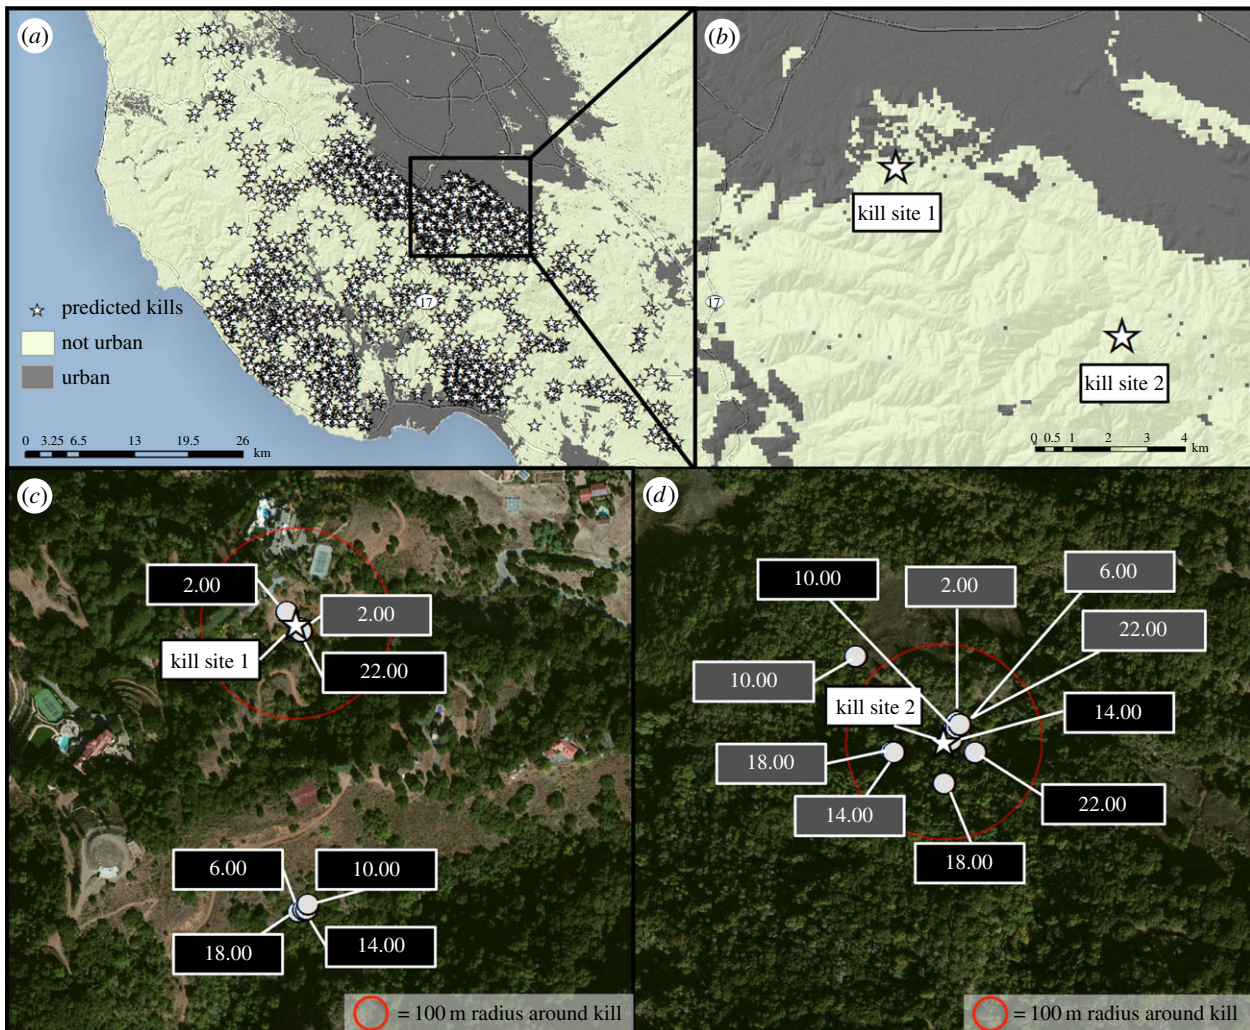 (a)
17
predicted kills
not urban
urban
0 3.25 6.5 13 19.5 26
km
(b)
kill site 1
17
kill site 2
0 0.5 1 2 3 4
km
(c)
2.00
2.00
kill site 1
22.00
6.00
10.00
18.00
14.00
= 100 m radius around kill
(d)
10.00
2.00
6.00
22.00
10.00
kill site 2
14.00
18.00
14.00
22.00
18.00
= 100 m radius around kill